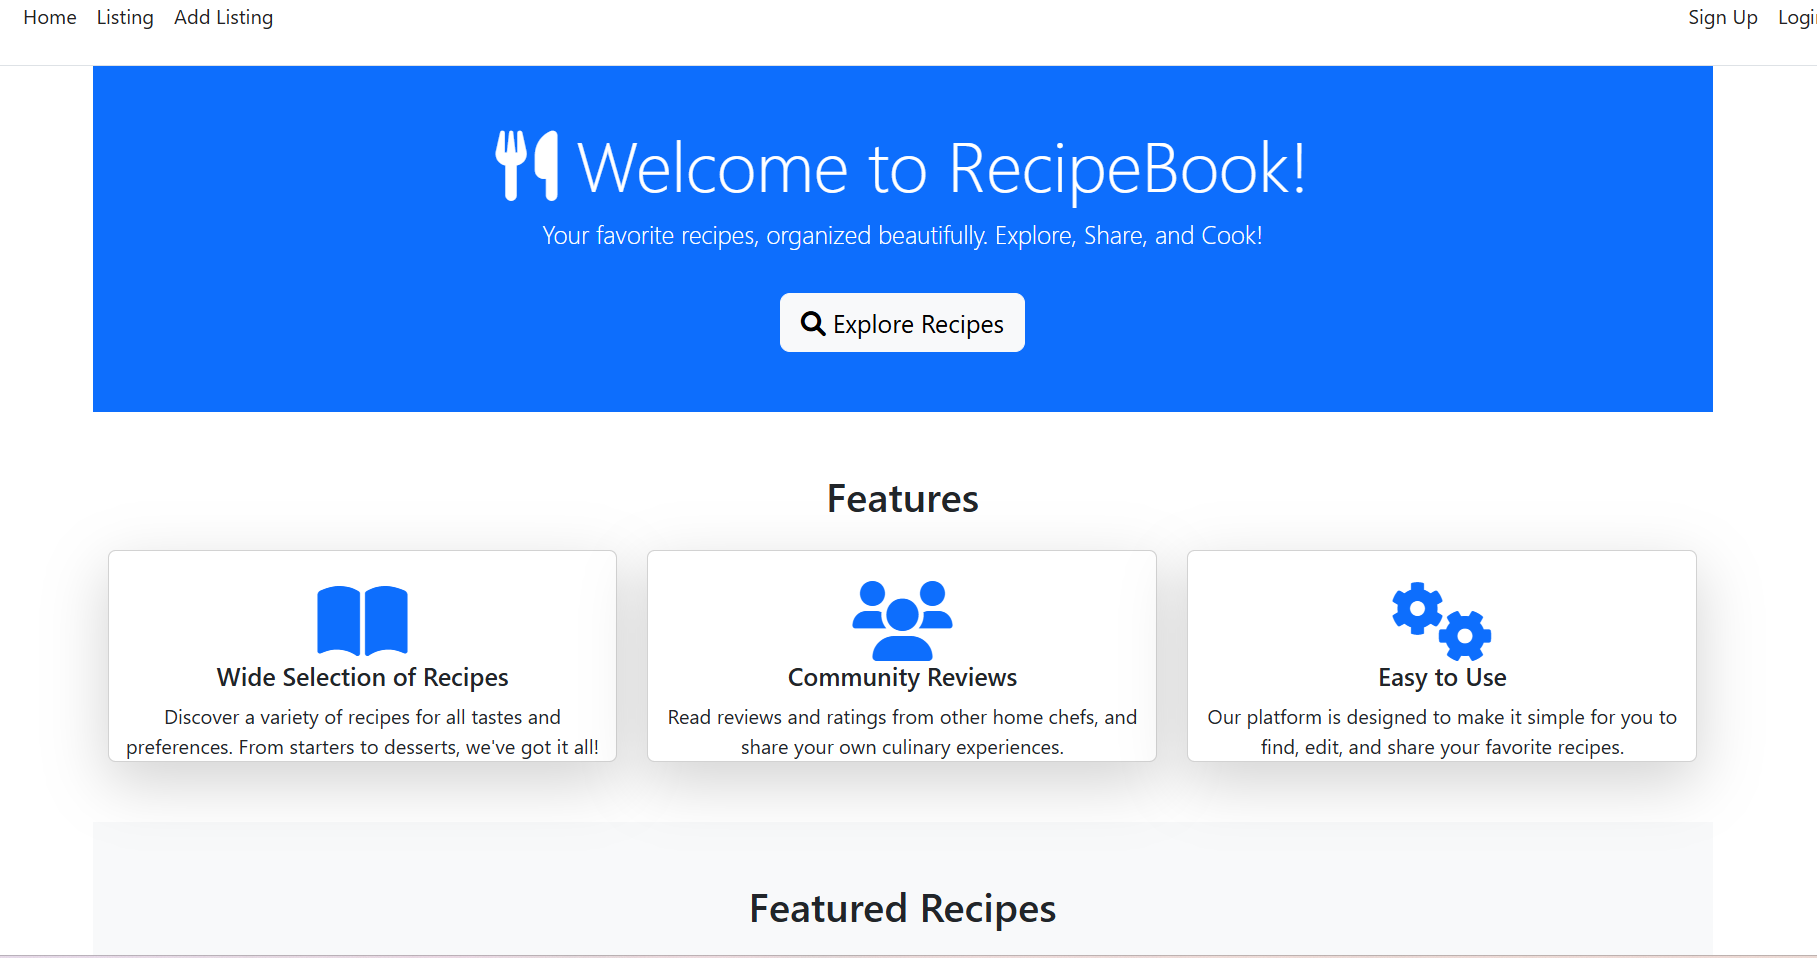 Home Listing Add Listing Sign Up
Welcome to RecipeBook!
Your favorite recipes, organized beautifully. Explore, Share, and Cook!
Explore Recipes
Features
Wide Selection of Recipes
Discover a variety of recipes for all tastes and
preferences. From starters to desserts, we've got it all!
Community Reviews
Read reviews and ratings from other home chefs, and
share your own culinary experiences.
Easy to Use
Our platform is designed to make it simple for you to
find, edit, and share your favorite recipes.
Featured Recipes